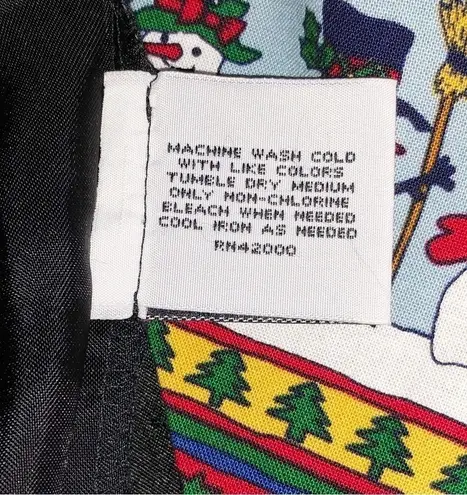 MACHINE WASH COLD
WITH LIKE COLORS
TUMBLE DRY MEDIUM
ONLY NON-CHLORINE
BLEACH WHEN NEEDED
COOL IRON AS NEEDED
RN42000